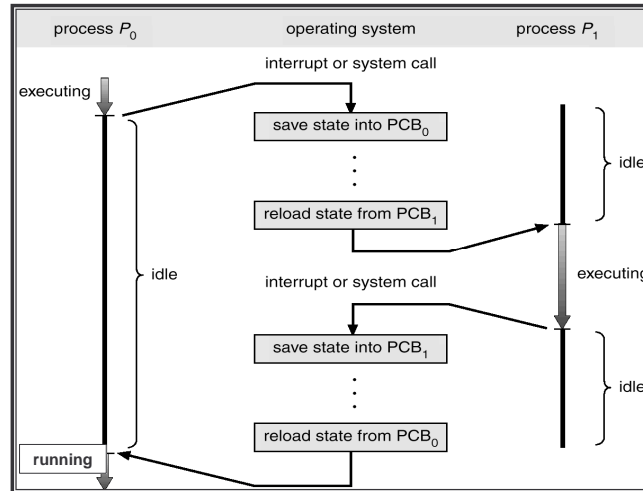 process P0 operating system process P1
interrupt or system call
executing
save state into PCB0
idle
reload state from PCB1
idle
interrupt or system call
executing
save state into PCB1
idle
reload state from PCB0
running